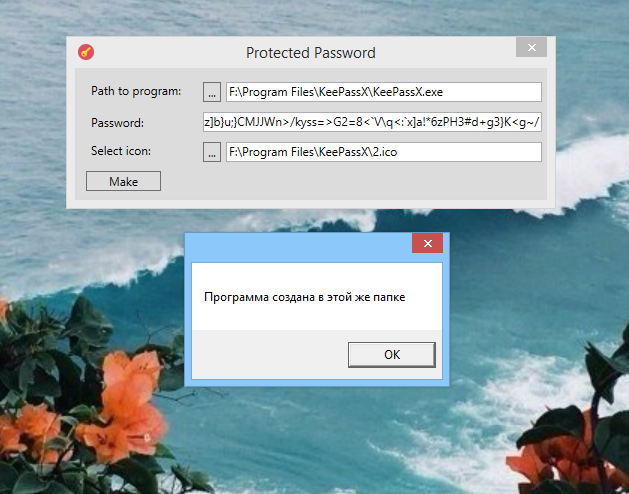 Protected Password
Path to program: ... F:\Program Files\KeePassX\KeePassX.exe
Password: z]b}u;}CMJJWn>/kyss=>G2=8<`V\q<:`x]a!*6zPH3#d+g3}K<g~/
Select icon: ... F:\Program Files\KeePassX\2.ico
Make
Программа создана в этой же папке
OK